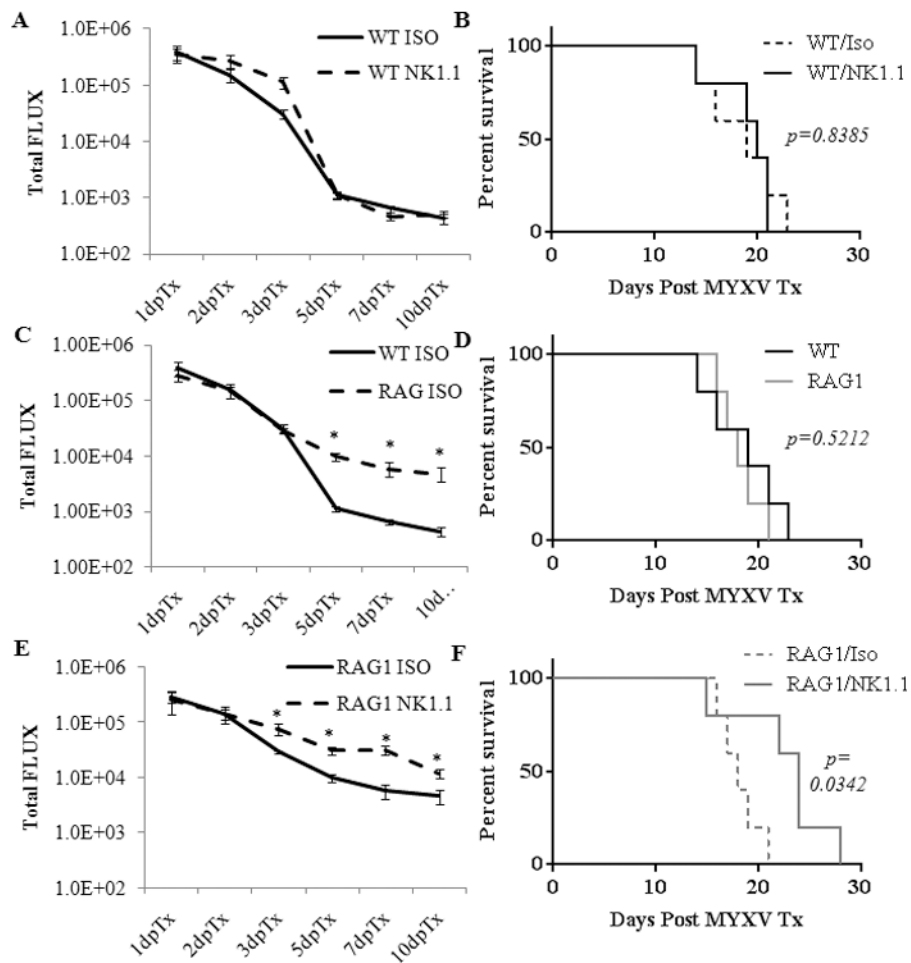 A
WT ISO
WT NK1.1
Total FLUX
1.0E+06
1.0E+05
1.0E+04
1.0E+03
1.0E+02
1dpTx
2dpTx
3dpTx
5dpTx
7dpTx
10dpTx
B
WT/Iso
WT/NK1.1
p=0.8385
Percent survival
100
50
0
0 10 20 30
Days Post MYXV Tx
C
WT ISO
RAG ISO
Total FLUX
1.00E+06
1.00E+05
1.00E+04
1.00E+03
1.00E+02
* * *
1dpTx
2dpTx
3dpTx
5dpTx
7dpTx
10d..
D
WT
RAG1
p=0.5212
Percent survival
100
50
0
0 10 20 30
Days Post MYXV Tx
E
RAG1 ISO
RAG1 NK1.1
Total FLUX
1.0E+06
1.0E+05
1.0E+04
1.0E+03
1.0E+02
* * * *
1dpTx
2dpTx
3dpTx
5dpTx
7dpTx
10dpTx
F
RAG1/Iso
RAG1/NK1.1
p=
0.0342
Percent survival
100
50
0
0 10 20 30
Days Post MYXV Tx